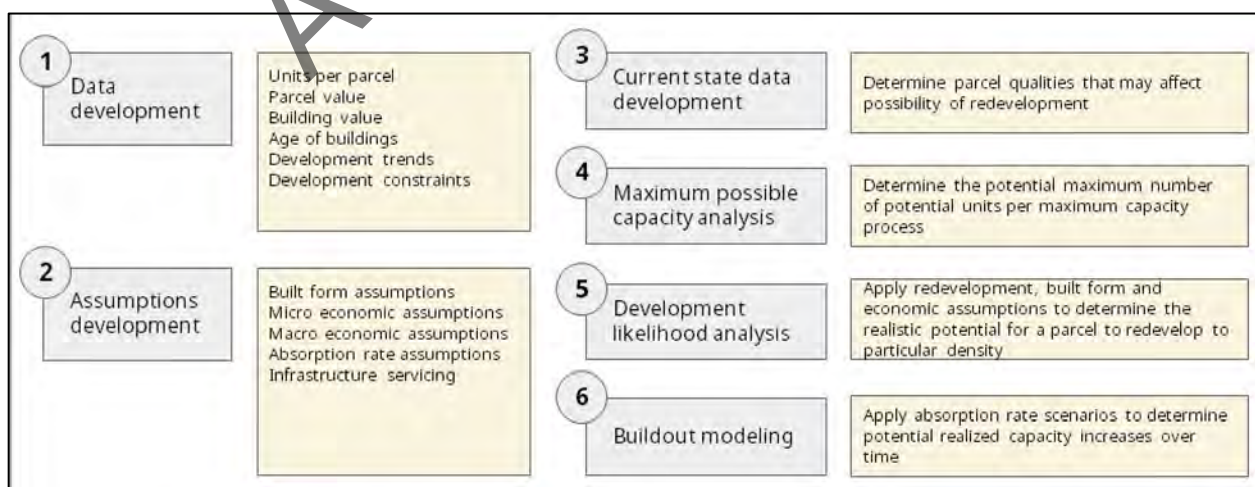 1
Data
development
Units per parcel
Parcel value
Building value
Age of buildings
Development trends
Development constraints
2
Assumptions
development
Built form assumptions
Micro economic assumptions
Macro economic assumptions
Absorption rate assumptions
Infrastructure servicing
3
Current state data
development
Determine parcel qualities that may affect
possibility of redevelopment
4
Maximum possible
capacity analysis
Determine the potential maximum number
of potential units per maximum capacity
process
5
Development
likelihood analysis
Apply redevelopment, built form and
economic assumptions to determine the
realistic potential for a parcel to redevelop to
particular density
6
Buildout modeling
Apply absorption rate scenarios to determine
potential realized capacity increases over
time